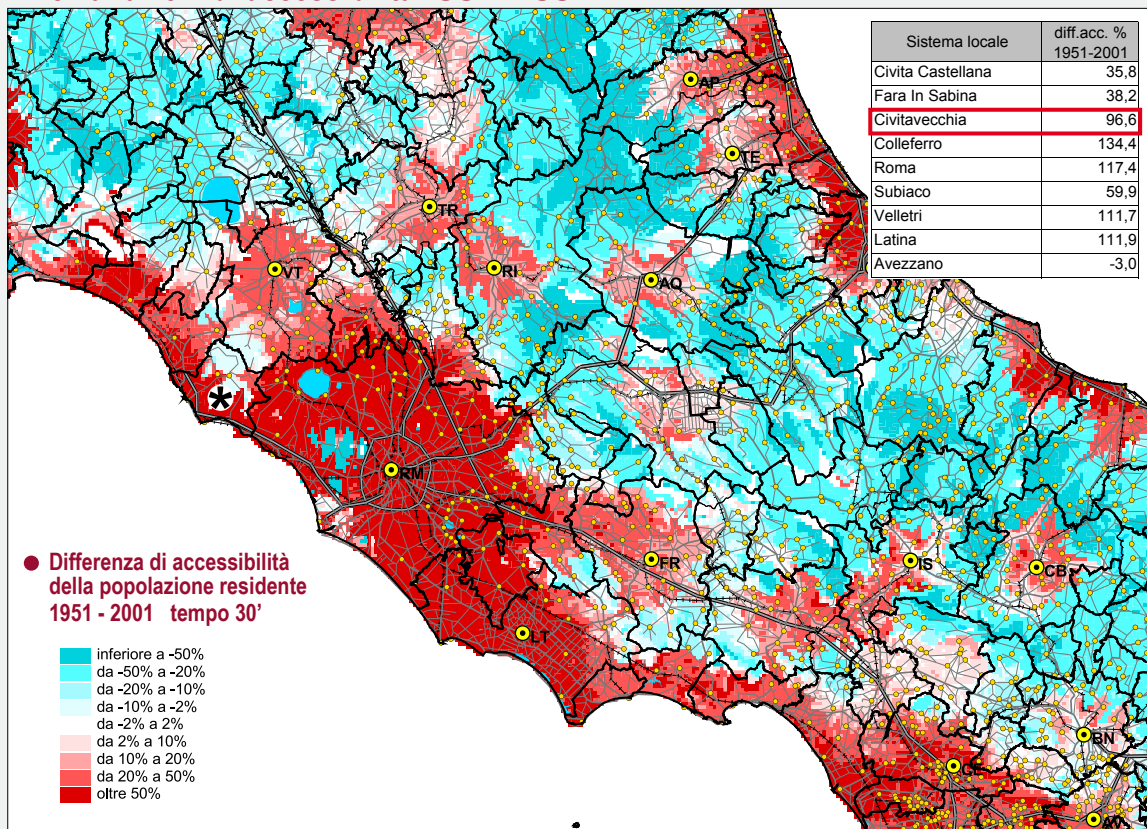 Sistema locale
diff.acc. %
1951-2001
Civita Castellana 35,8
Fara In Sabina 38,2
Civitavecchia 96,6
Colleferro 134,4
Roma 117,4
Subiaco 59,9
Velletri 111,7
Latina 111,9
Avezzano -3,0
AP
TE
TR
VT
RI
AQ
*
RM
FR
IS
CB
LT
BN
CE
AV
● Differenza di accessibilità
della popolazione residente
1951 - 2001 tempo 30'
inferiore a -50%
da -50% a -20%
da -20% a -10%
da -10% a -2%
da -2% a 2%
da 2% a 10%
da 10% a 20%
da 20% a 50%
oltre 50%